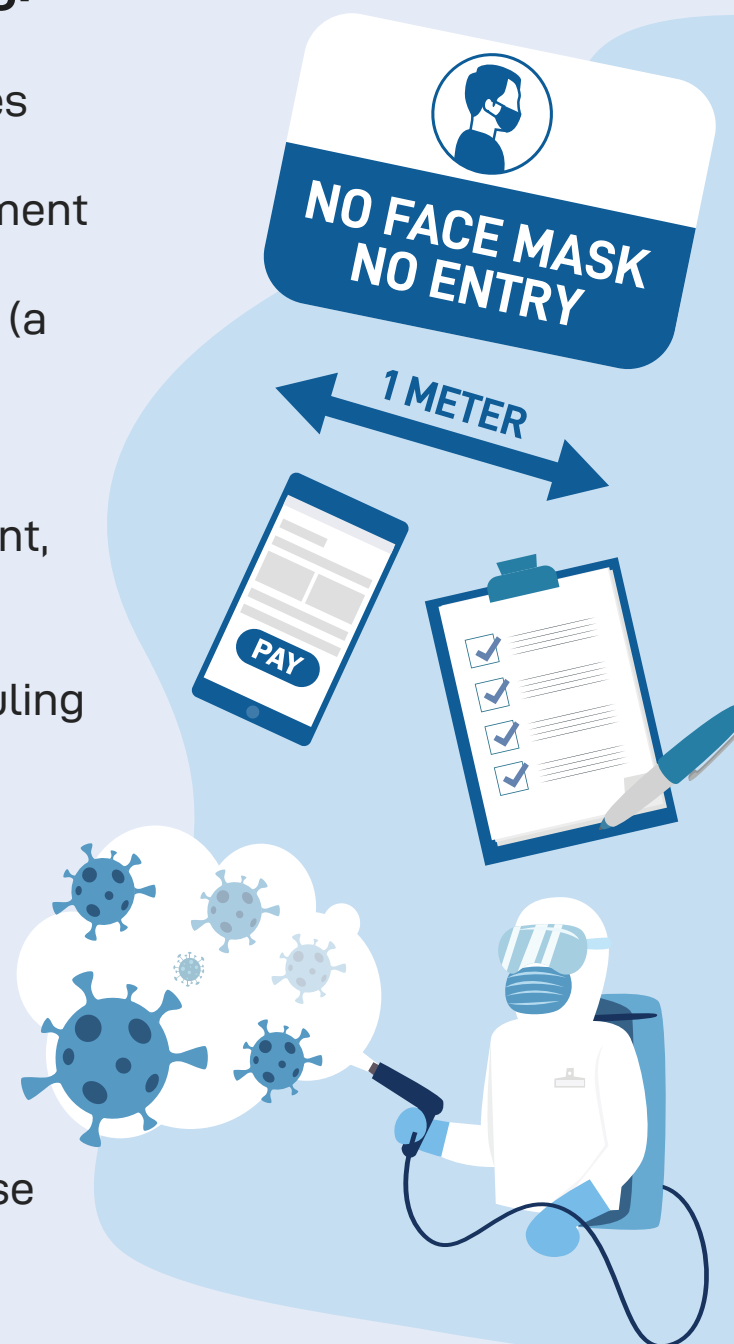 es
NO FACE MASK
NO ENTRY
ment
(a
1 METER
nt,
PAY
uling
se